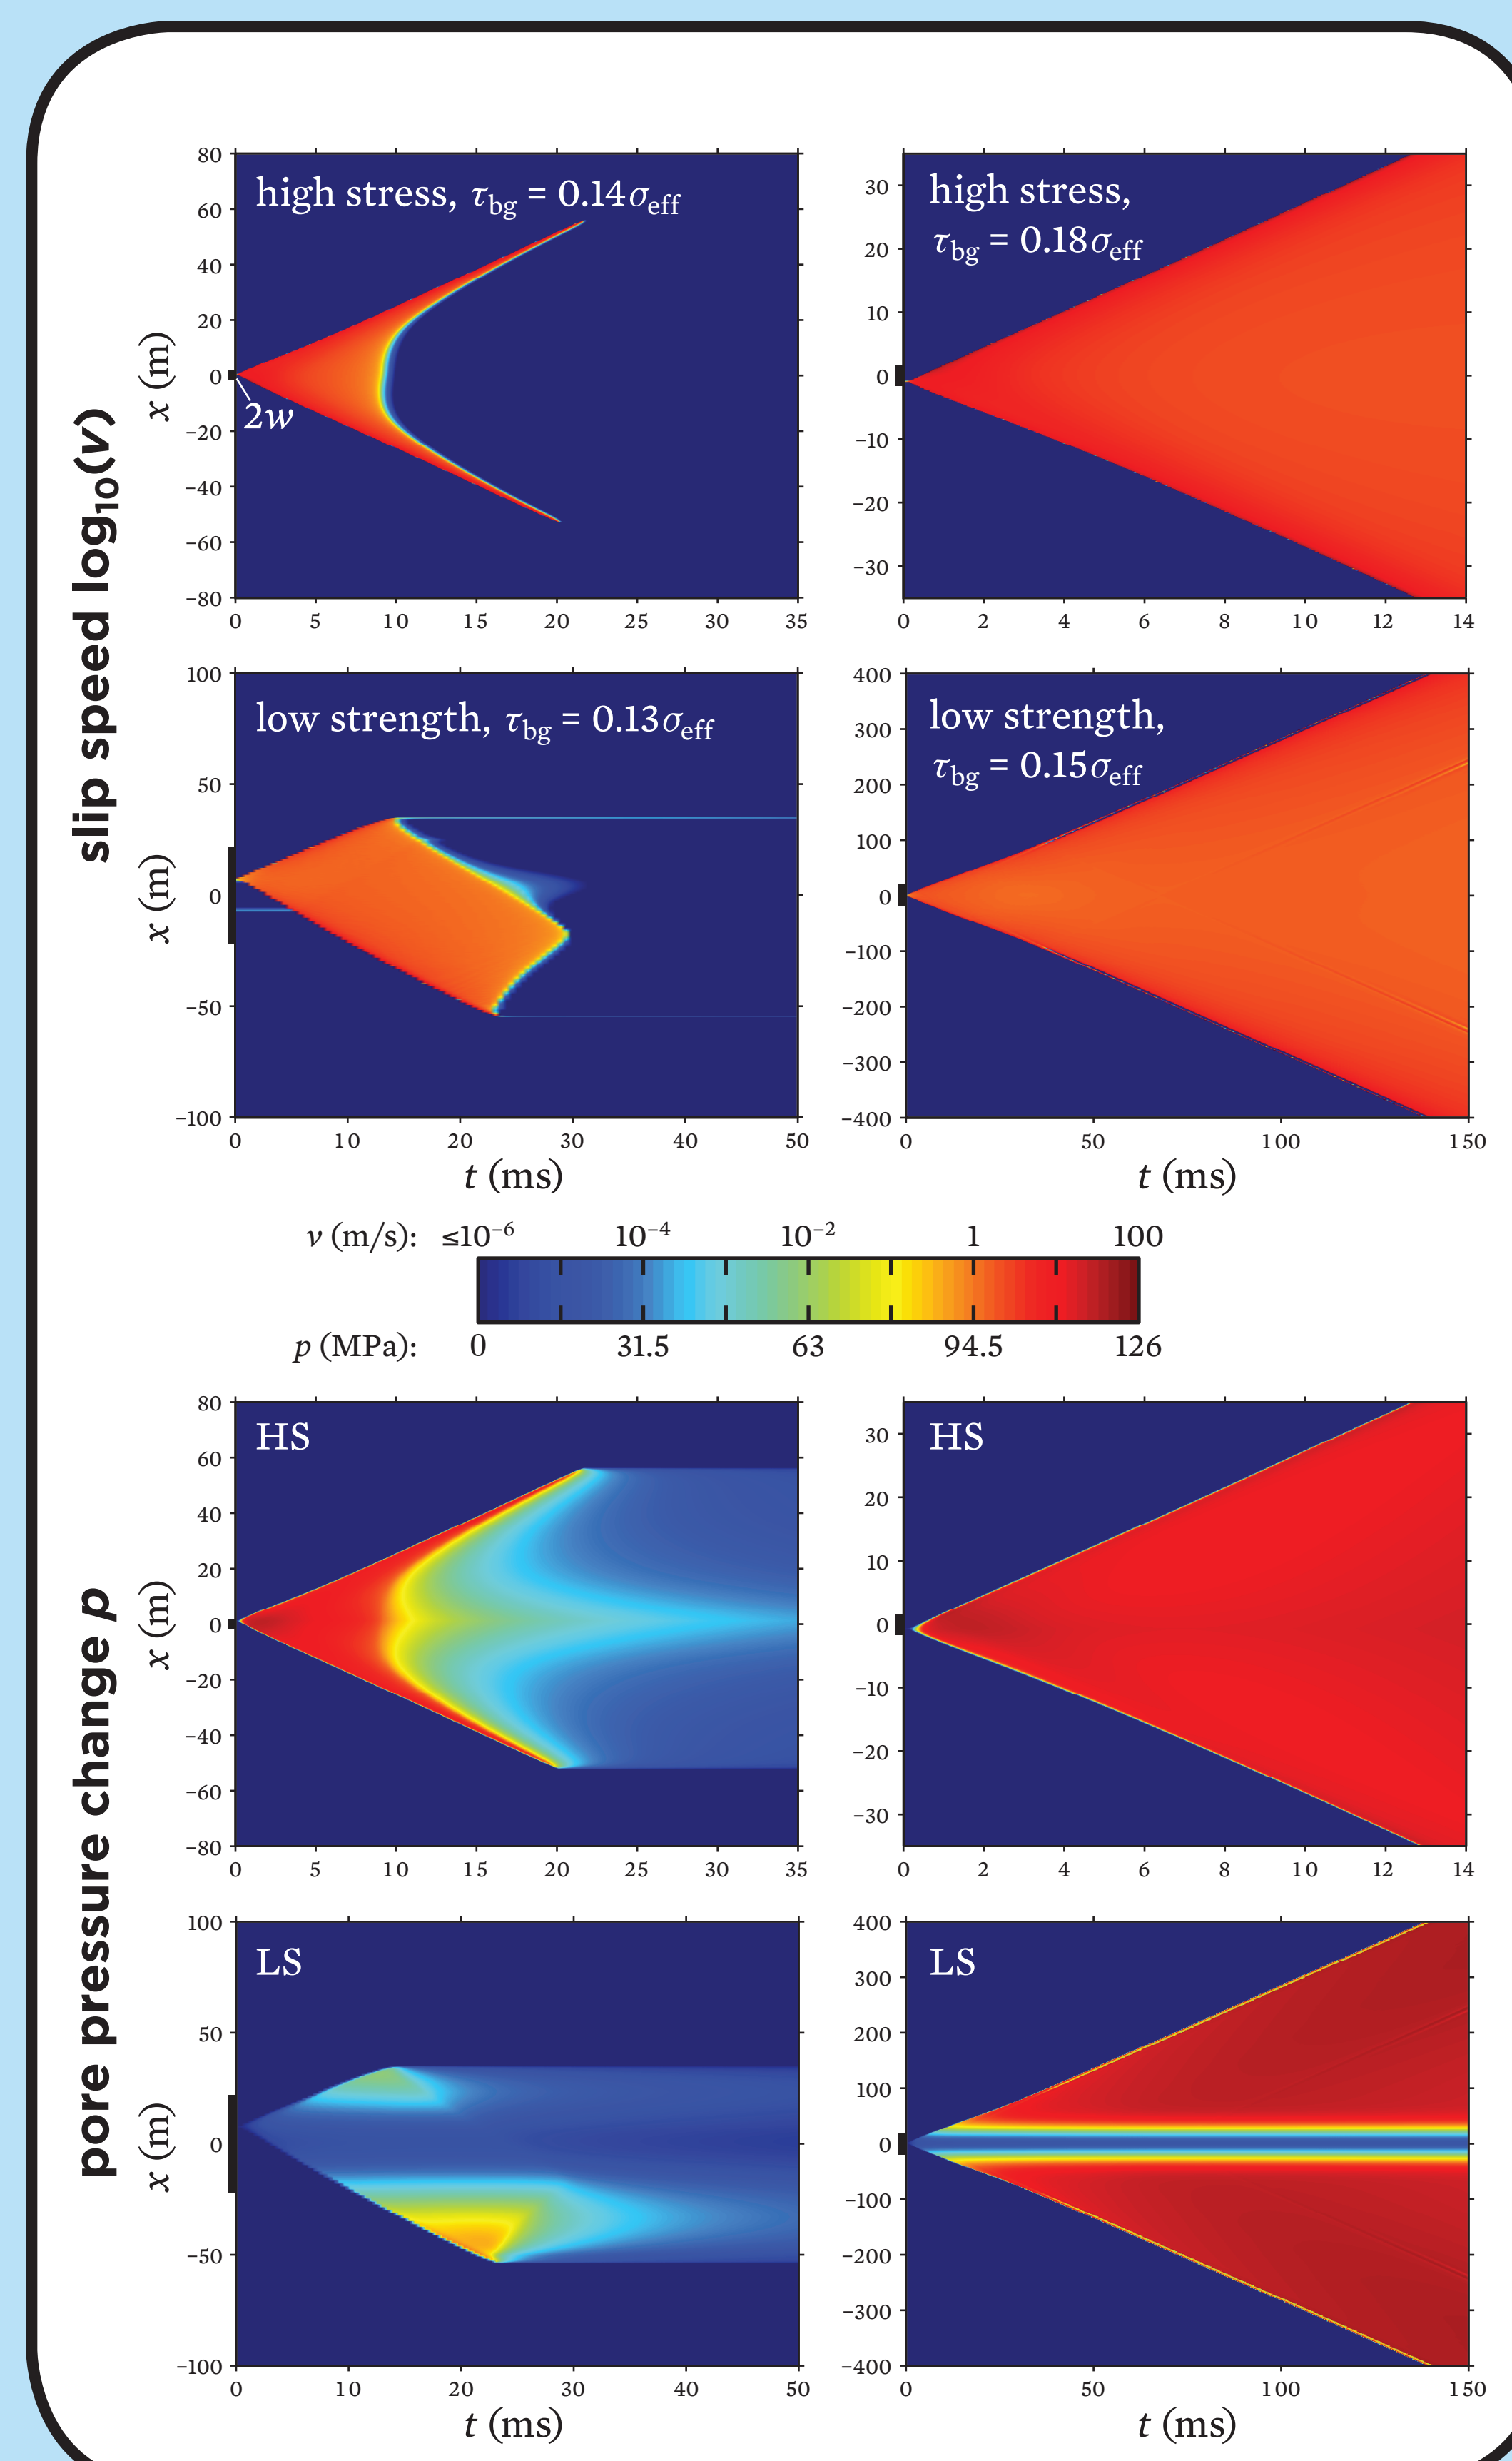 slip speed log₁₀(v)
80
60
40
20
0
−20
−40
−60
−80
x (m)
high stress, τbg = 0.14σeff
2w
0 5 10 15 20 25 30 35
30
20
10
0
−10
−20
−30
high stress,
τbg = 0.18σeff
0 2 4 6 8 10 12 14
100
50
0
−50
−100
x (m)
low strength, τbg = 0.13σeff
0 10 20 30 40 50
t (ms)
400
300
200
100
0
−100
−200
−300
−400
low strength,
τbg = 0.15σeff
0 50 100 150
t (ms)
v (m/s): ≤10⁻⁶ 10⁻⁴ 10⁻² 1 100
p (MPa): 0 31.5 63 94.5 126
pore pressure change p
80
60
40
20
0
−20
−40
−60
−80
x (m)
HS
0 5 10 15 20 25 30 35
30
20
10
0
−10
−20
−30
HS
0 2 4 6 8 10 12 14
100
50
0
−50
−100
x (m)
LS
0 10 20 30 40 50
t (ms)
400
300
200
100
0
−100
−200
−300
−400
LS
0 50 100 150
t (ms)